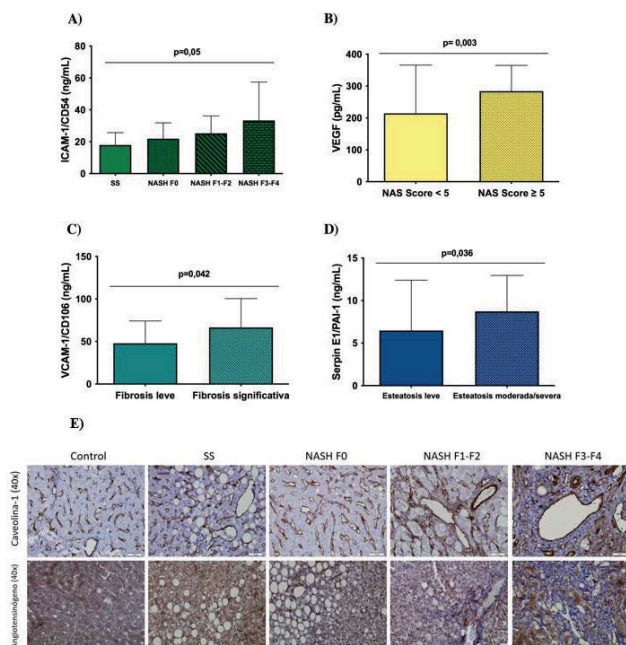 A)
p=0,05
ICAM-1/CD54 (ng/mL)
80
60
40
20
0
SS
NASH F0
NASH F1-F2
NASH F3-F4
B)
p= 0,003
VEGF (pg/mL)
400
300
200
100
0
NAS Score < 5
NAS Score ≥ 5
C)
p=0,042
VCAM-1/CD106 (ng/mL)
150
100
50
0
Fibrosis leve
Fibrosis significativa
D)
p=0,036
Serpin E1/PAI-1 (ng/mL)
15
10
5
0
Esteatosis leve
Esteatosis moderada/severa
E)
Control
SS
NASH F0
NASH F1-F2
NASH F3-F4
Caveolina-1 (40x)
Angiotensinógeno (40x)